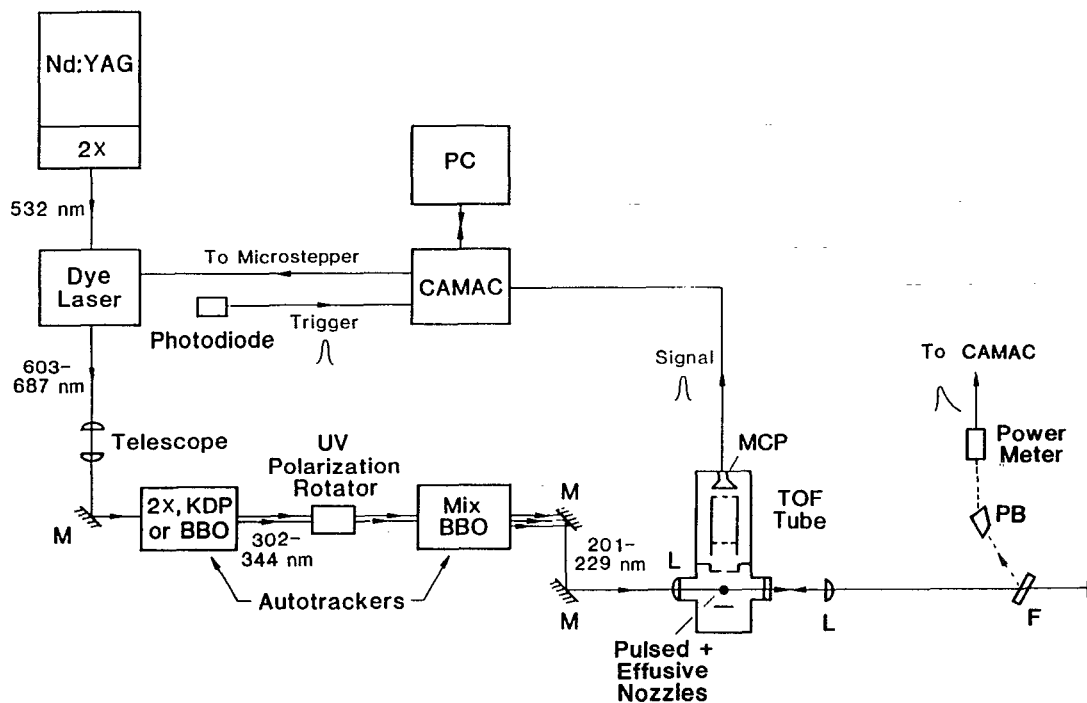 Nd:YAG
2X
532 nm
PC
Dye
Laser
To Microstepper
CAMAC
Photodiode
Trigger
603–
687 nm
Signal
To CAMAC
Telescope
UV
Polarization
Rotator
MCP
Power
Meter
M
2X, KDP
or BBO
302–
344 nm
Mix
BBO
M
TOF
Tube
PB
201–
229 nm
L
Autotrackers
M
L
F
Pulsed +
Effusive
Nozzles